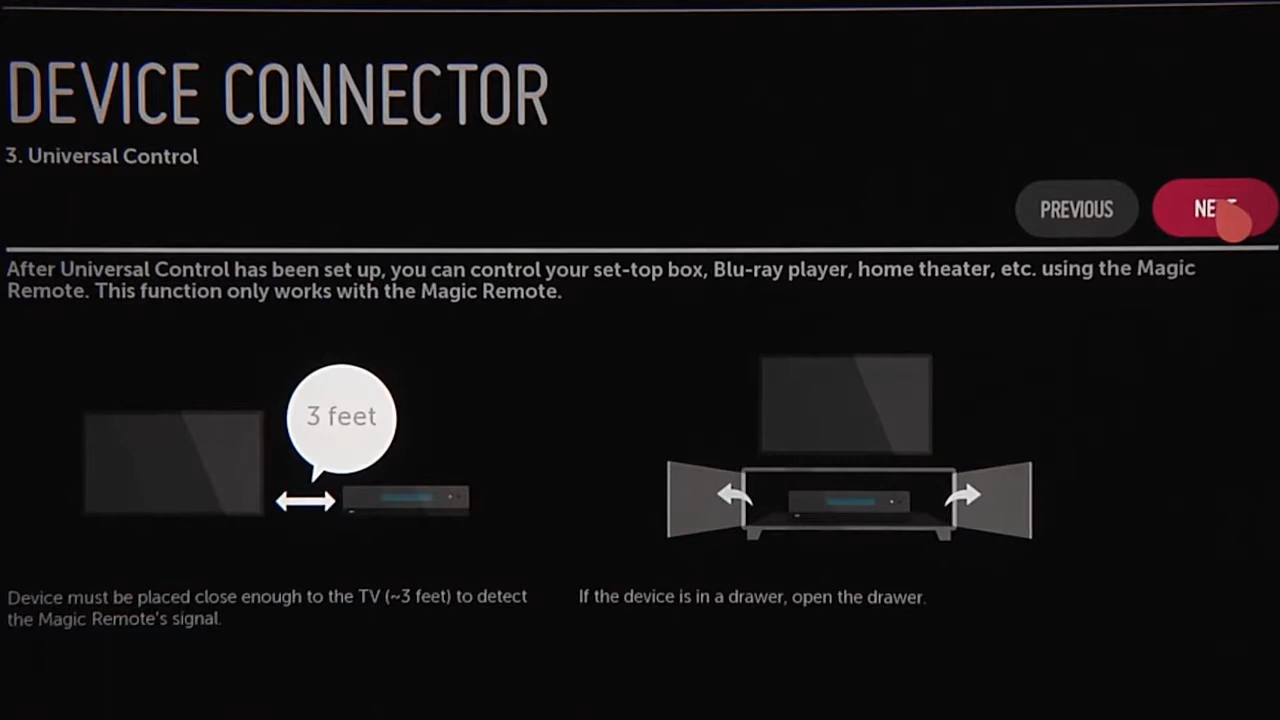 DEVICE CONNECTOR
3. Universal Control
PREVIOUS
NEXT
After Universal Control has been set up, you can control your set-top box, Blu-ray player, home theater, etc. using the Magic
Remote. This function only works with the Magic Remote.
3 feet
Device must be placed close enough to the TV (~3 feet) to detect
the Magic Remote's signal.
If the device is in a drawer, open the drawer.